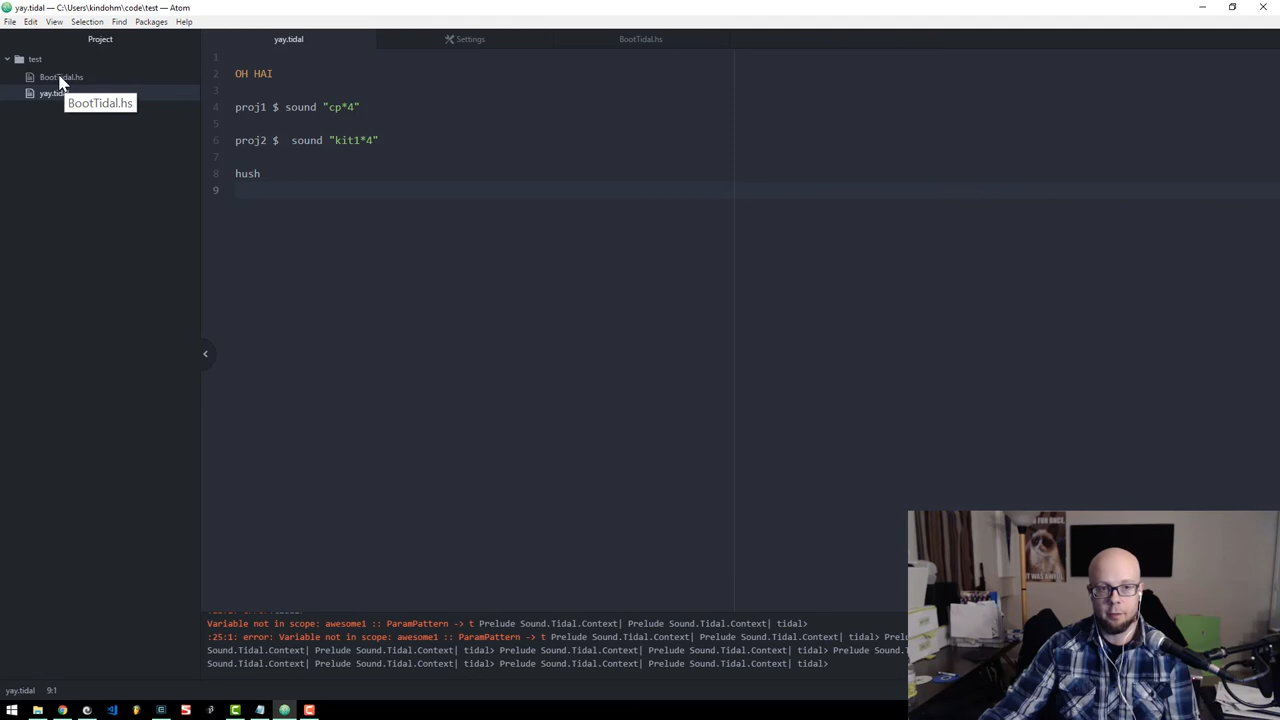 yay.tidal — C:\Users\kindohm\code\test — Atom
File Edit View Selection Find Packages Help
Project
yay.tidal
Settings
BootTidal.hs
test
BootTidal.hs
yay.tid
BootTidal.hs
1
2 OH HAI
3
4 proj1 $ sound "cp*4"
5
6 proj2 $ sound "kit1*4"
7
8 hush
9
Variable not in scope: awesome1 :: ParamPattern -> t Prelude Sound.Tidal.Context| Prelude Sound.Tidal.Context| tidal>
:25:1: error: Variable not in scope: awesome1 :: ParamPattern -> t Prelude Sound.Tidal.Context| Prelude Sound.Tidal.Context| tidal> Prel
Sound.Tidal.Context| Prelude Sound.Tidal.Context| tidal> Prelude Sound.Tidal.Context| Prelude Sound.Tidal.Context| tidal> Prelude
Sound.Tidal.Context| Prelude Sound.Tidal.Context| tidal> Prelude Sound.Tidal.Context| Prelude Sound.Tidal.Context| tidal>
yay.tidal 9:1